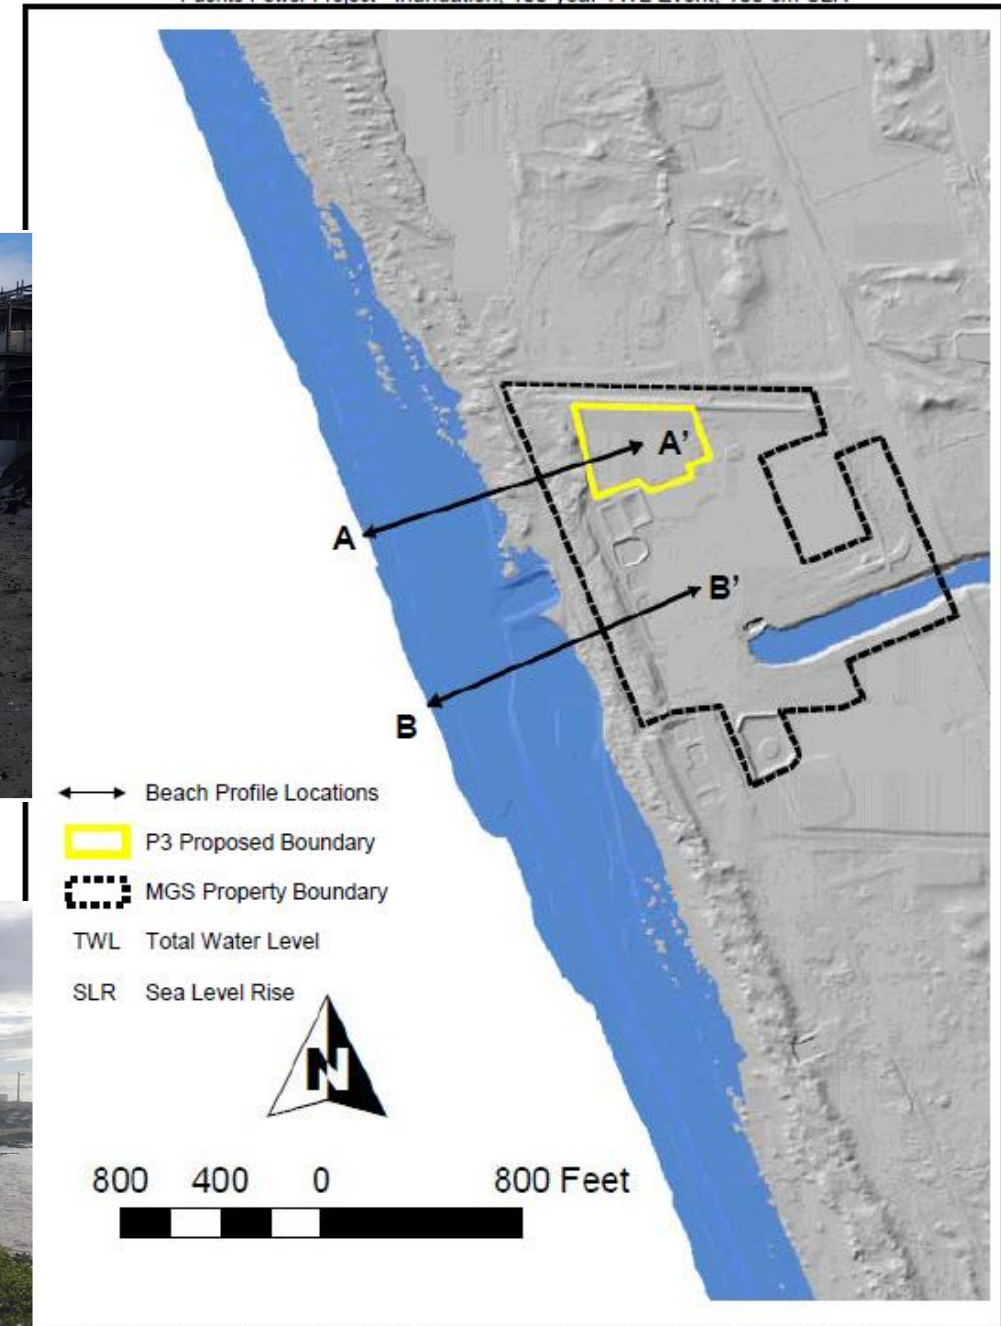 A
A’
B
B’
Beach Profile Locations
P3 Proposed Boundary
MGS Property Boundary
TWL Total Water Level
SLR Sea Level Rise
N
800 400 0 800 Feet